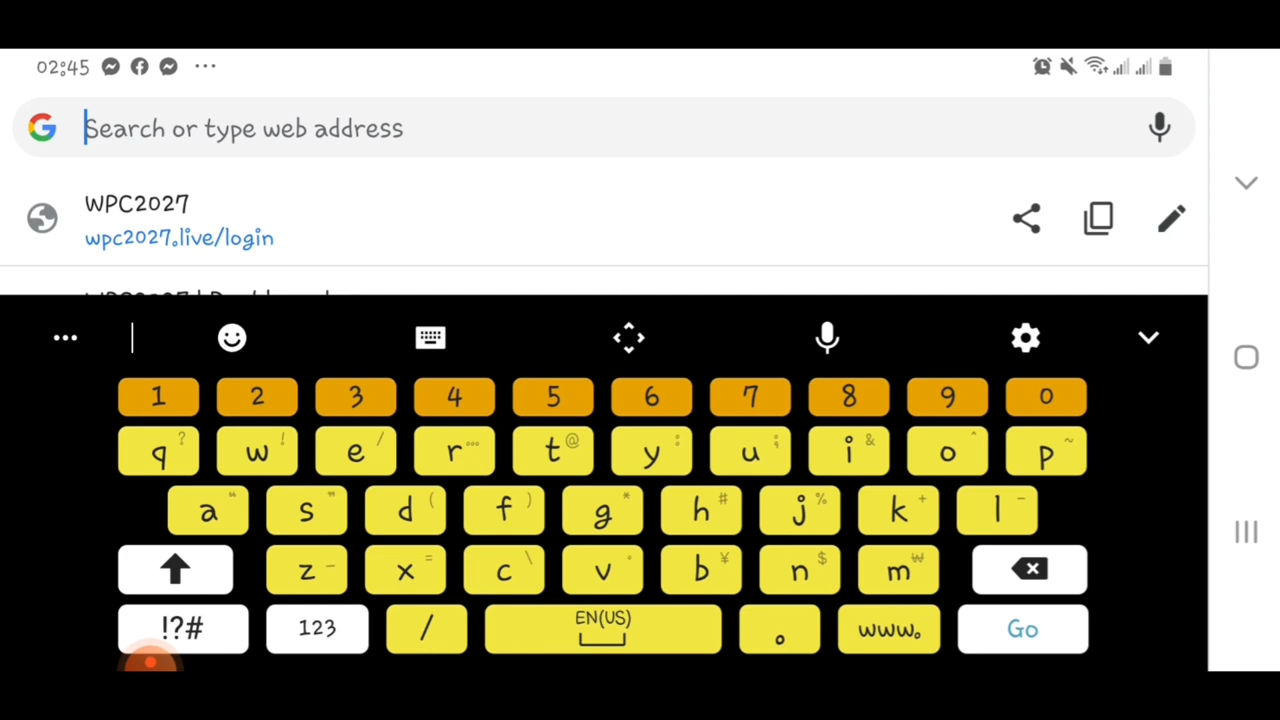 02:45
Search or type web address
WPC2027
wpc2027.live/login
1 2 3 4 5 6 7 8 9 0
q ? w ! e / r ... t @ y : u ; i & o ^ p ~
a " s " d ( f ) g * h # j % k + l -
z - x = c \ v ° b ¥ n $ m ₩
!?# 123 / EN(US) . www. Go